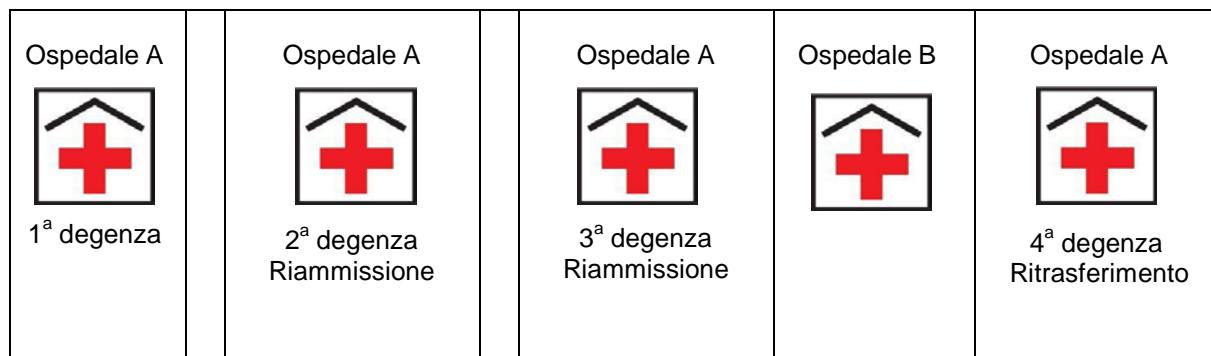 Ospedale A
1ª degenza
Ospedale A
2ª degenza
Riammissione
Ospedale A
3ª degenza
Riammissione
Ospedale B
Ospedale A
4ª degenza
Ritrasferimento